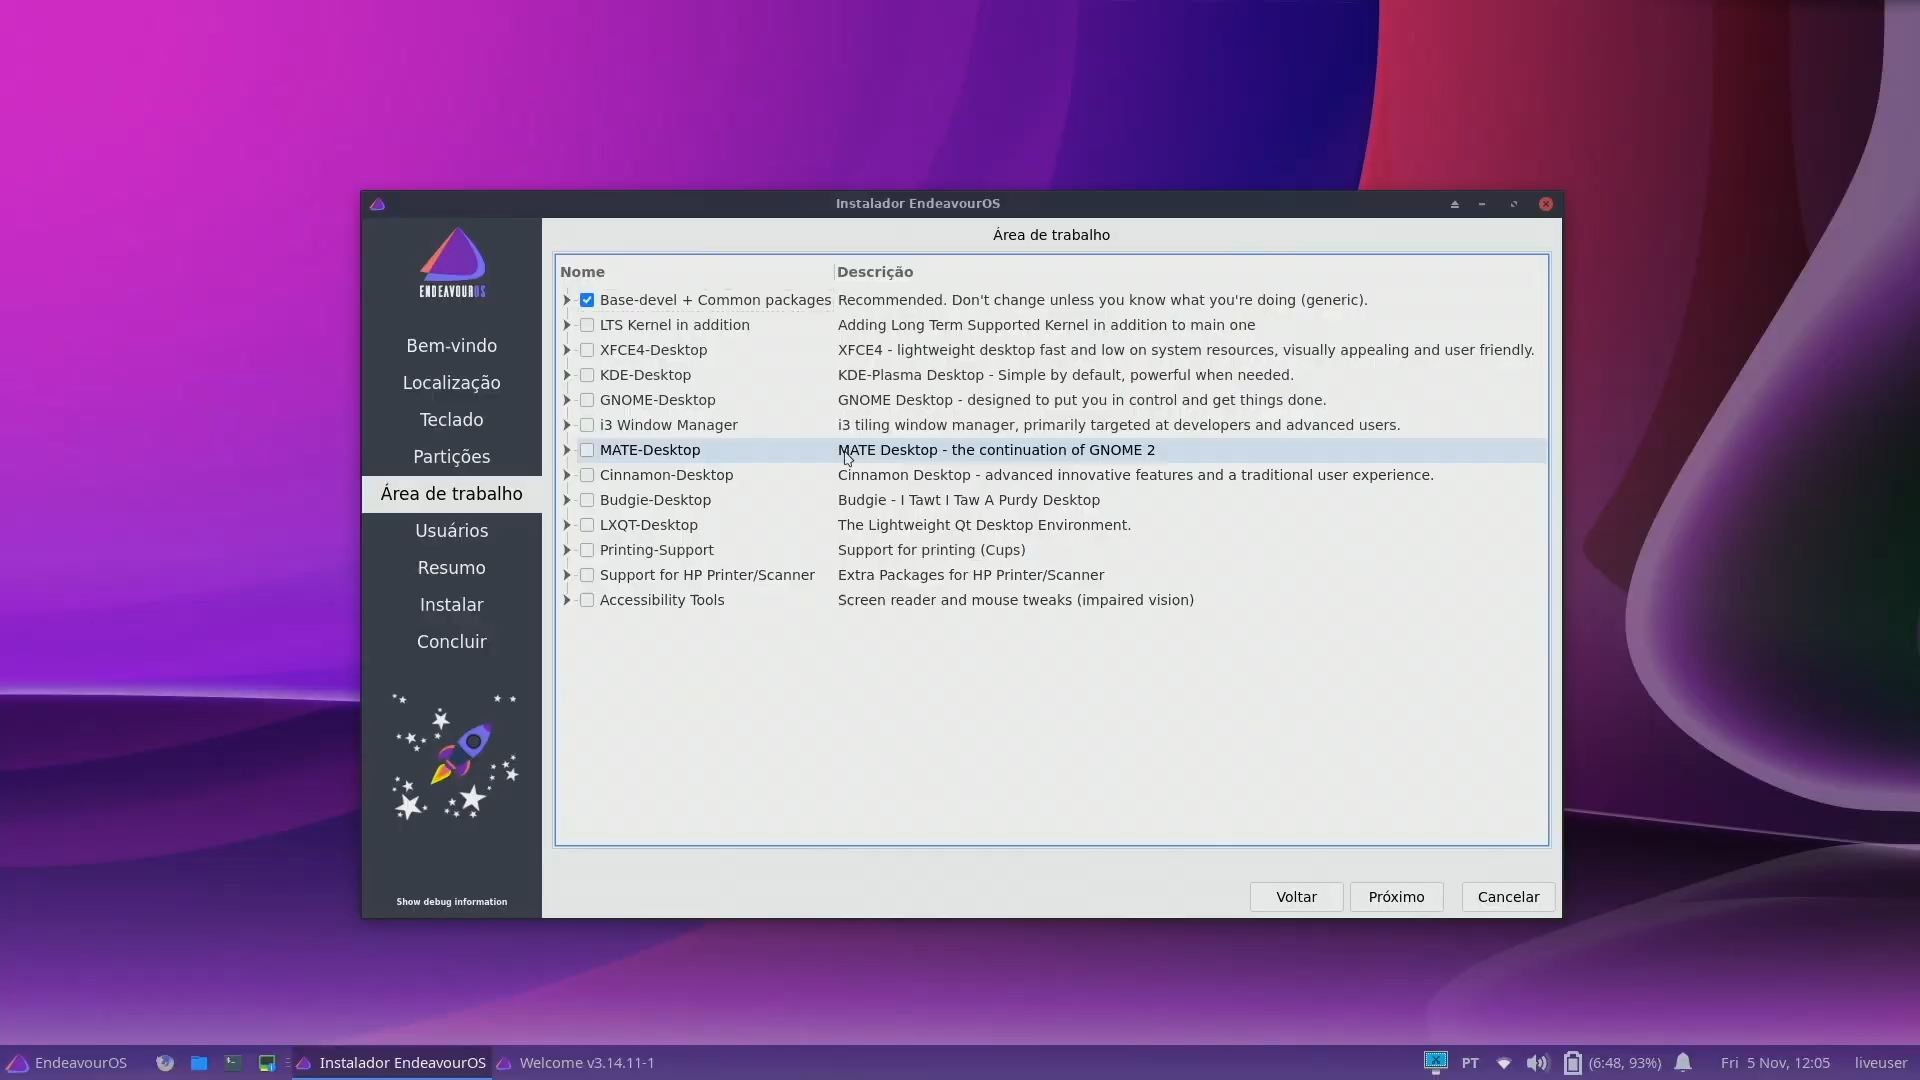 Instalador EndeavourOS
ENDEAVOUROS
Bem-vindo
Localização
Teclado
Partições
Área de trabalho
Usuários
Resumo
Instalar
Concluir
Show debug information
Área de trabalho
Nome Descrição
Base-devel + Common packages Recommended. Don't change unless you know what you're doing (generic).
LTS Kernel in addition Adding Long Term Supported Kernel in addition to main one
XFCE4-Desktop XFCE4 - lightweight desktop fast and low on system resources, visually appealing and user friendly.
KDE-Desktop KDE-Plasma Desktop - Simple by default, powerful when needed.
GNOME-Desktop GNOME Desktop - designed to put you in control and get things done.
i3 Window Manager i3 tiling window manager, primarily targeted at developers and advanced users.
MATE-Desktop MATE Desktop - the continuation of GNOME 2
Cinnamon-Desktop Cinnamon Desktop - advanced innovative features and a traditional user experience.
Budgie-Desktop Budgie - I Tawt I Taw A Purdy Desktop
LXQT-Desktop The Lightweight Qt Desktop Environment.
Printing-Support Support for printing (Cups)
Support for HP Printer/Scanner Extra Packages for HP Printer/Scanner
Accessibility Tools Screen reader and mouse tweaks (impaired vision)
Voltar Próximo Cancelar
EndeavourOS Instalador EndeavourOS Welcome v3.14.11-1 PT (6:48, 93%) Fri 5 Nov, 12:05 liveuser